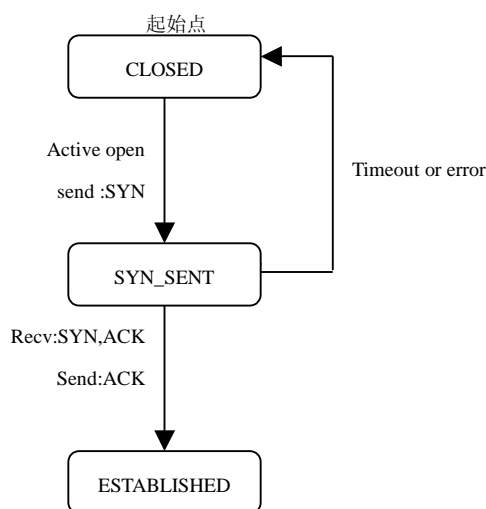 起始点
CLOSED
Active open
send :SYN
Timeout or error
SYN_SENT
Recv:SYN,ACK
Send:ACK
ESTABLISHED